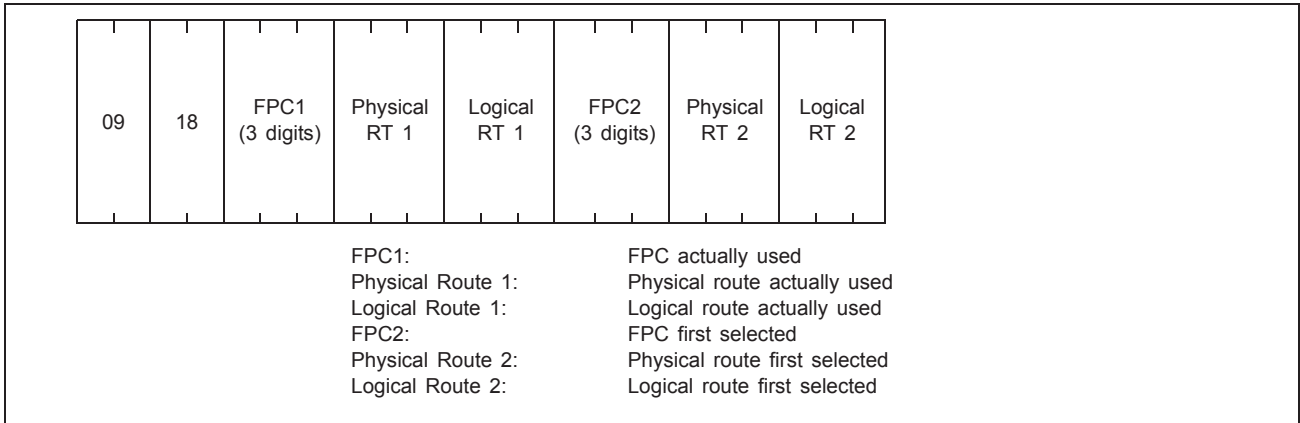 09
18
FPC1
(3 digits)
Physical
RT 1
Logical
RT 1
FPC2
(3 digits)
Physical
RT 2
Logical
RT 2
FPC1: FPC actually used
Physical Route 1: Physical route actually used
Logical Route 1: Logical route actually used
FPC2: FPC first selected
Physical Route 2: Physical route first selected
Logical Route 2: Logical route first selected